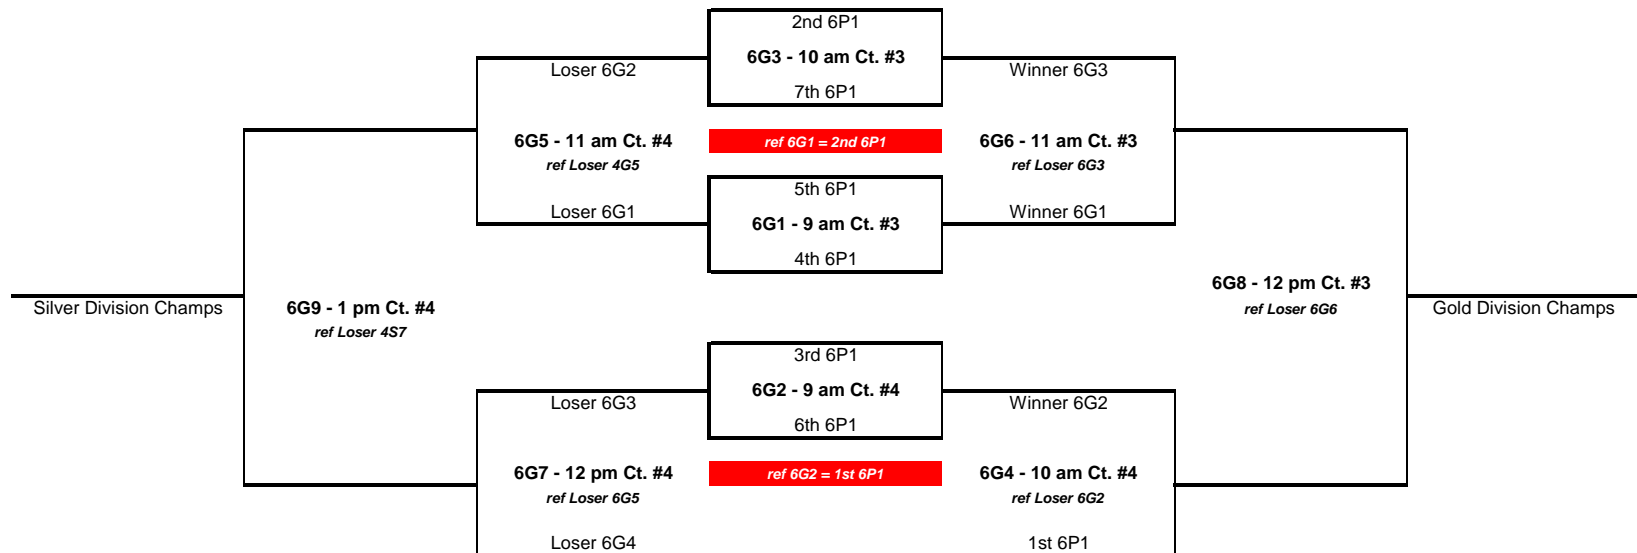 2nd 6P1
6G3 - 10 am Ct. #3
Loser 6G2
Winner 6G3
7th 6P1
6G5 - 11 am Ct. #4
ref 6G1 = 2nd 6P1
6G6 - 11 am Ct. #3
ref Loser 4G5
ref Loser 6G3
5th 6P1
Loser 6G1
Winner 6G1
6G1 - 9 am Ct. #3
4th 6P1
6G8 - 12 pm Ct. #3
Silver Division Champs
6G9 - 1 pm Ct. #4
ref Loser 6G6
Gold Division Champs
ref Loser 4S7
3rd 6P1
6G2 - 9 am Ct. #4
Loser 6G3
Winner 6G2
6th 6P1
6G7 - 12 pm Ct. #4
ref 6G2 = 1st 6P1
6G4 - 10 am Ct. #4
ref Loser 6G5
ref Loser 6G2
Loser 6G4
1st 6P1